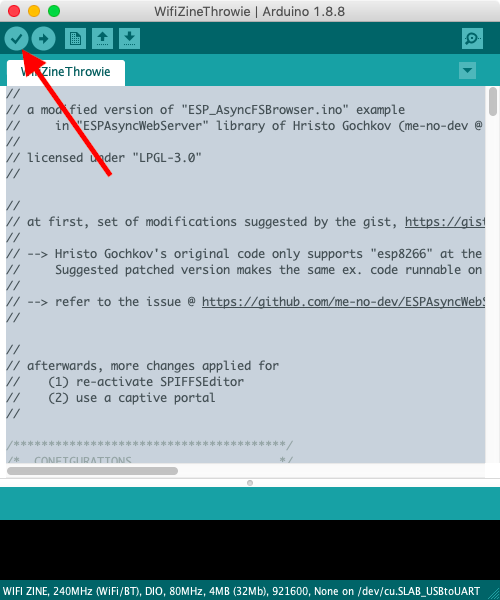 WifiZineThrowie | Arduino 1.8.8
WifiZineThrowie
//
// a modified version of "ESP_AsyncFSBrowser.ino" example
//     in "ESPAsyncWebServer" library of Hristo Gochkov (me-no-dev @
//
// licensed under "LPGL-3.0"
//
//
// at first, set of modifications suggested by the gist, https://gist
//
// --> Hristo Gochkov's original code only supports "esp8266" at the
//     Suggested patched version makes the same ex. code runnable on
//
// --> refer to the issue @ https://github.com/me-no-dev/ESPAsyncWebS
//
//
// afterwards, more changes applied for
//    (1) re-activate SPIFFSEditor
//    (2) use a captive portal
//
/***************************************/
/*  CONFIGURATIONS                     */
WIFI ZINE, 240MHz (WiFi/BT), DIO, 80MHz, 4MB (32Mb), 921600, None on /dev/cu.SLAB_USBtoUART